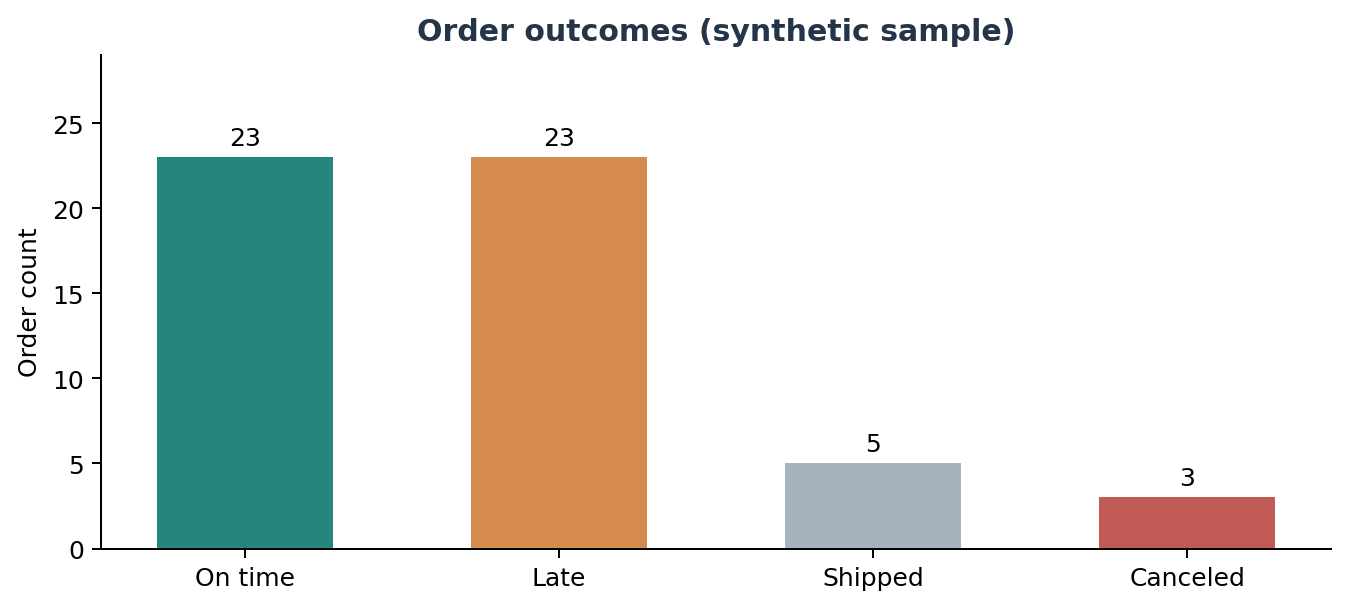 Order outcomes (synthetic sample)
Order count
25
20
15
10
5
0
23
23
5
3
On time
Late
Shipped
Canceled